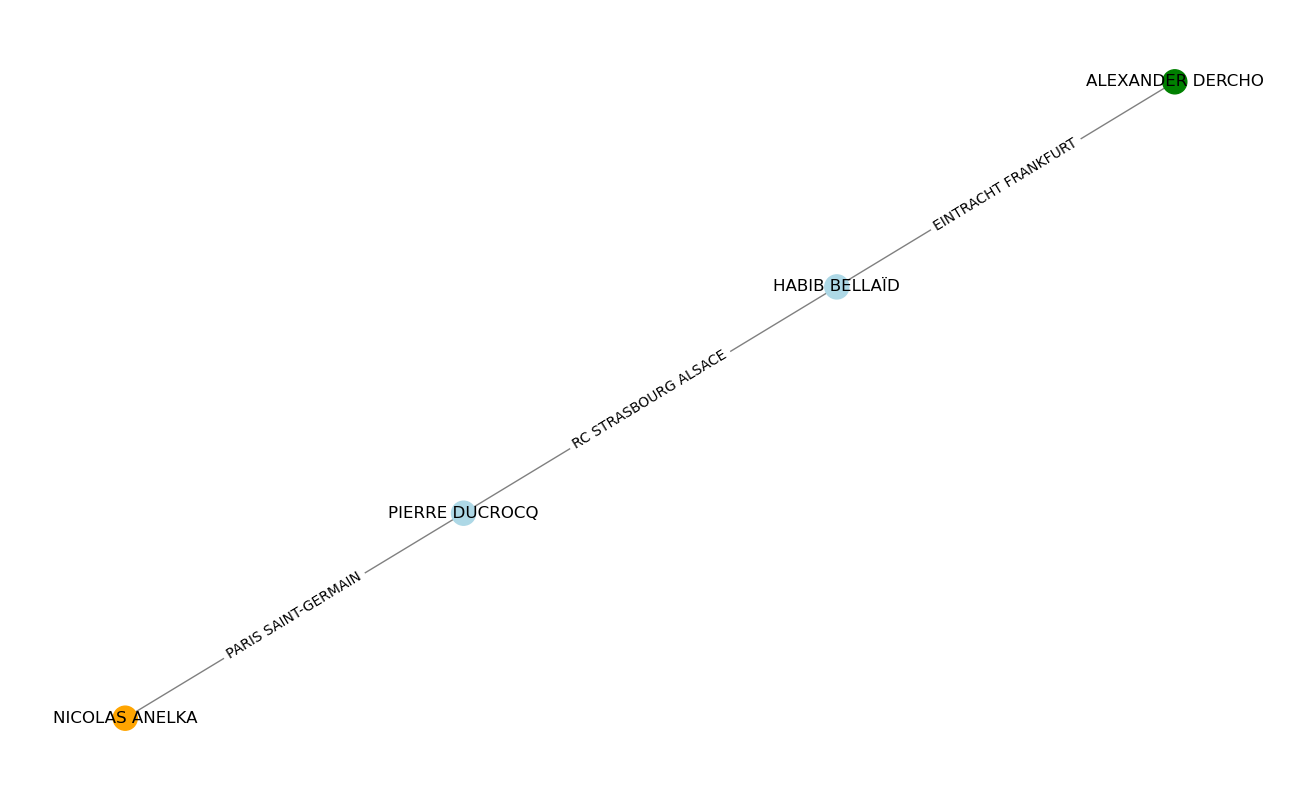 ALEXANDER DERCHO
EINTRACHT FRANKFURT
HABIB BELLAÏD
RC STRASBOURG ALSACE
PIERRE DUCROCQ
PARIS SAINT-GERMAIN
NICOLAS ANELKA